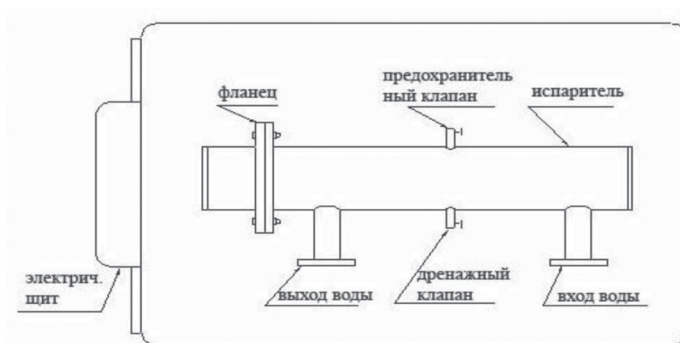 фланец
предохранитель
ный клапан
испаритель
электрич.
щит
выход воды
дренажный
клапан
вход воды